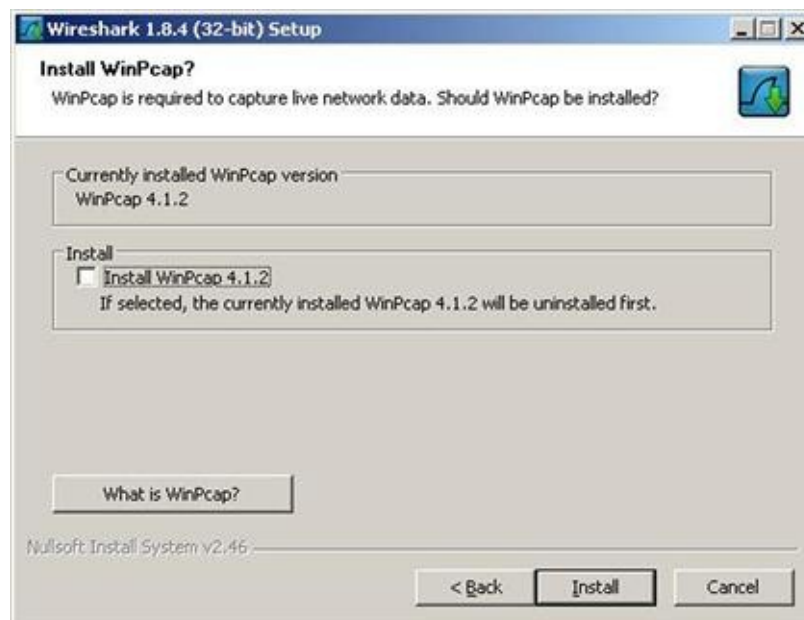 Wireshark 1.8.4 (32-bit) Setup
Install WinPcap?
WinPcap is required to capture live network data. Should WinPcap be installed?
Currently installed WinPcap version
WinPcap 4.1.2
Install
Install WinPcap 4.1.2
If selected, the currently installed WinPcap 4.1.2 will be uninstalled first.
What is WinPcap?
Nullsoft Install System v2.46
< Back Install Cancel